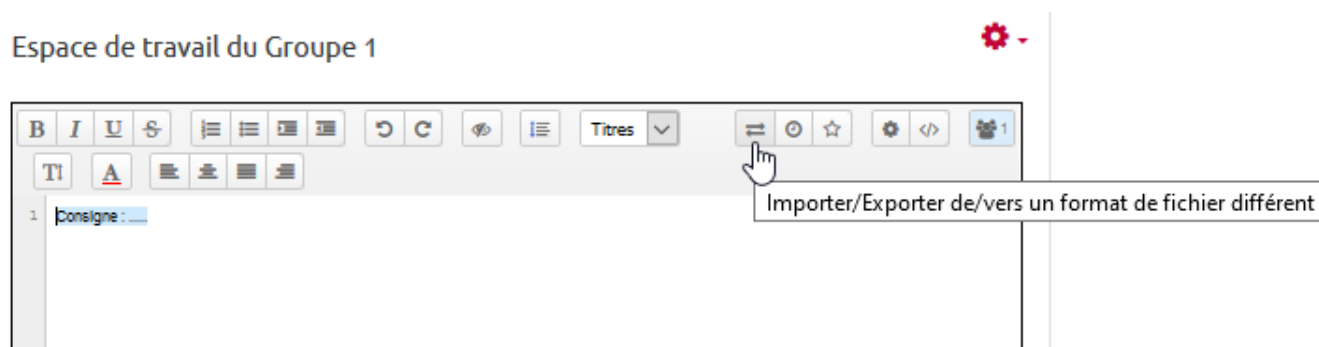 Espace de travail du Groupe 1
B I U S Titres 1
T A
Importer/Exporter de/vers un format de fichier différent
1 Consigne : .....